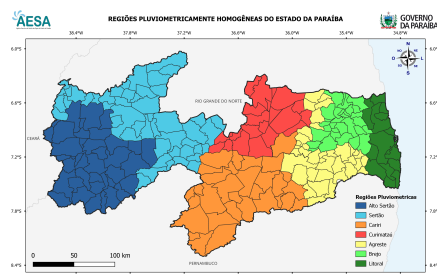 AESA
REGIÕES PLUVIOMETRICAMENTE HOMOGÊNEAS DO ESTADO DA PARAÍBA
GOVERNO
DA PARAÍBA
38.4°W 37.8°W 37.2°W 36.6°W 36.0°W 35.4°W 34.8°W
6.0°S 6.0°S
N
O L
S
RIO GRANDE DO NORTE
6.6°S 6.6°S
CEARÁ
7.2°S 7.2°S
Regiões Pluviometricas
Alto Sertão
Sertão
Cariri
Curimataú
Agreste
Brejo
Litoral
7.8°S 7.8°S
0 50 100 km
PERNAMBUCO
8.4°S 8.4°S